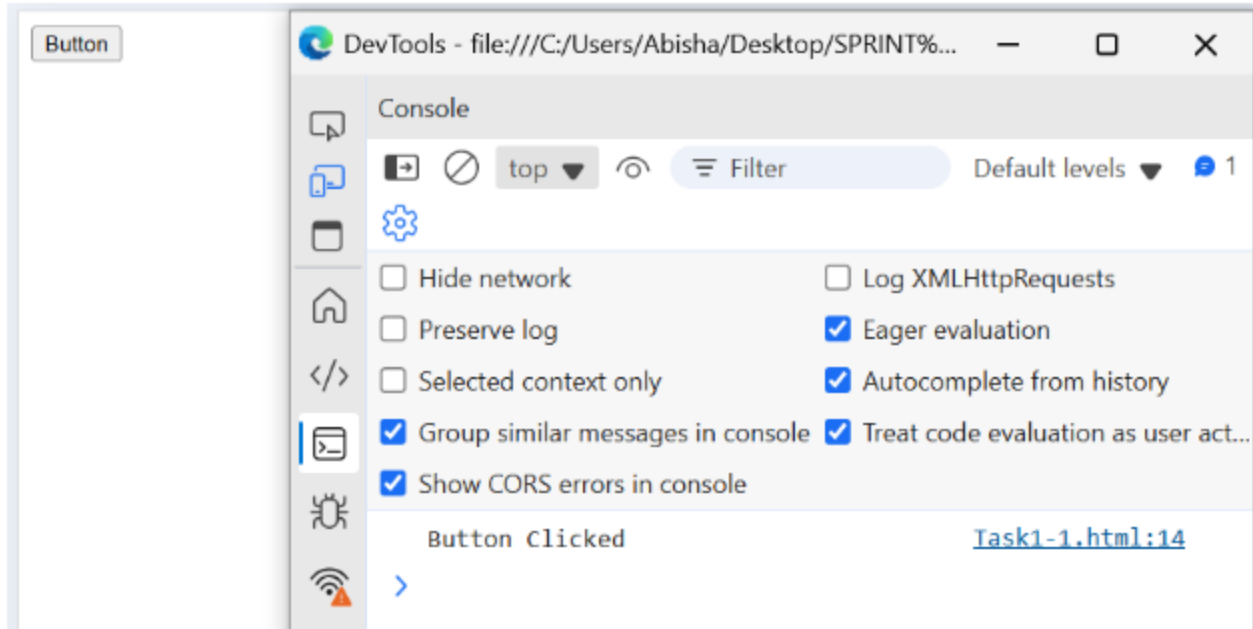 Button
DevTools - file:///C:/Users/Abisha/Desktop/SPRINT%...
Console
top
Filter
Default levels
1
Hide network
Log XMLHttpRequests
Preserve log
Eager evaluation
Selected context only
Autocomplete from history
Group similar messages in console
Treat code evaluation as user act...
Show CORS errors in console
Button Clicked
Task1-1.html:14